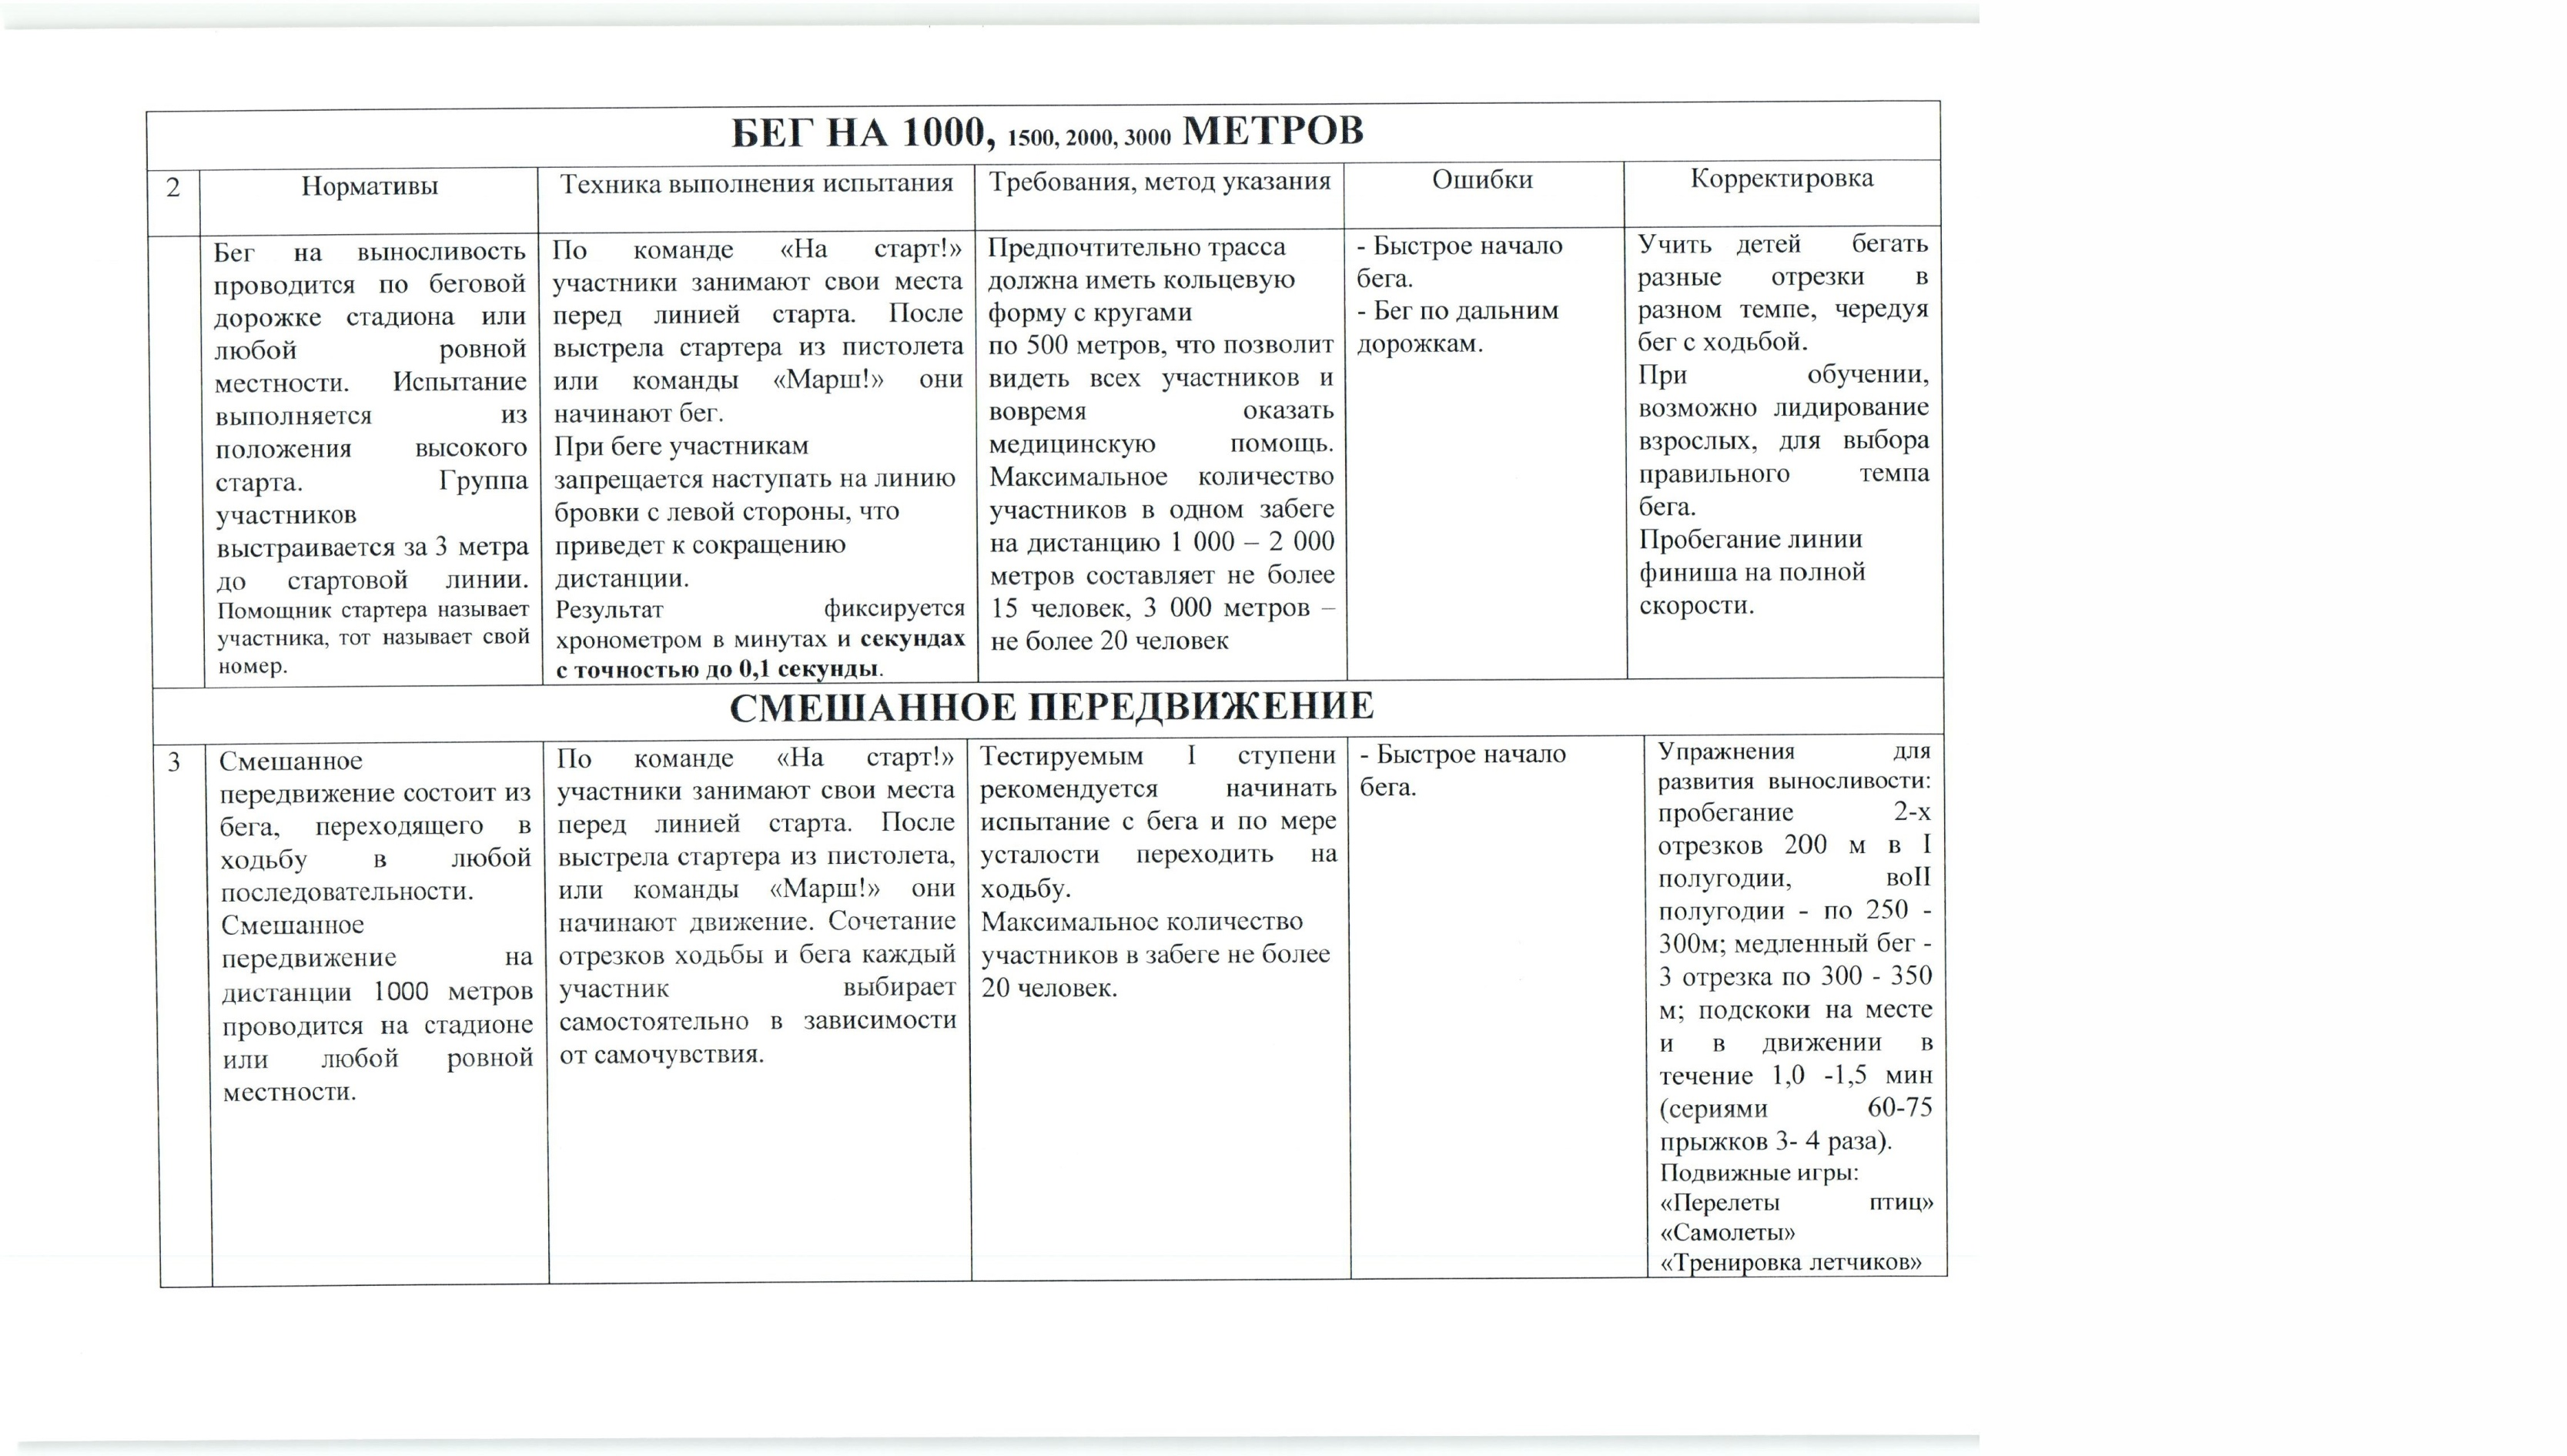 БЕГ НА 1000, 1500, 2000, 3000 МЕТРОВ
2
Нормативы
Техника выполнения испытания
Требования, метод указания
Ошибки
Корректировка
Бег на выносливость
проводится по беговой
дорожке стадиона или
любой ровной
местности. Испытание
выполняется из
положения высокого
старта. Группа
участников
выстраивается за 3 метра
до стартовой линии.
Помощник стартера называет
участника, тот называет свой
номер.
По команде «На старт!»
участники занимают свои места
перед линией старта. После
выстрела стартера из пистолета
или команды «Марш!» они
начинают бег.
При беге участникам
запрещается наступать на линию
бровки с левой стороны, что
приведет к сокращению
дистанции.
Результат фиксируется
хронометром в минутах и секундах
с точностью до 0,1 секунды.
Предпочтительно трасса
должна иметь кольцевую
форму с кругами
по 500 метров, что позволит
видеть всех участников и
вовремя оказать
медицинскую помощь.
Максимальное количество
участников в одном забеге
на дистанцию 1 000 – 2 000
метров составляет не более
15 человек, 3 000 метров –
не более 20 человек
- Быстрое начало
бега.
- Бег по дальним
дорожкам.
Учить детей бегать
разные отрезки в
разном темпе, чередуя
бег с ходьбой.
При обучении,
возможно лидирование
взрослых, для выбора
правильного темпа
бега.
Пробегание линии
финиша на полной
скорости.
СМЕШАННОЕ ПЕРЕДВИЖЕНИЕ
3
Смешанное
передвижение состоит из
бега, переходящего в
ходьбу в любой
последовательности.
Смешанное
передвижение на
дистанции 1000 метров
проводится на стадионе
или любой ровной
местности.
По команде «На старт!»
участники занимают свои места
перед линией старта. После
выстрела стартера из пистолета,
или команды «Марш!» они
начинают движение. Сочетание
отрезков ходьбы и бега каждый
участник выбирает
самостоятельно в зависимости
от самочувствия.
Тестируемым I ступени
рекомендуется начинать
испытание с бега и по мере
усталости переходить на
ходьбу.
Максимальное количество
участников в забеге не более
20 человек.
- Быстрое начало
бега.
Упражнения для
развития выносливости:
пробегание 2-х
отрезков 200 м в I
полугодии, воII
полугодии - по 250 -
300м; медленный бег -
3 отрезка по 300 - 350
м; подскоки на месте
и в движении в
течение 1,0 -1,5 мин
(сериями 60-75
прыжков 3- 4 раза).
Подвижные игры:
«Перелеты птиц»
«Самолеты»
«Тренировка летчиков»